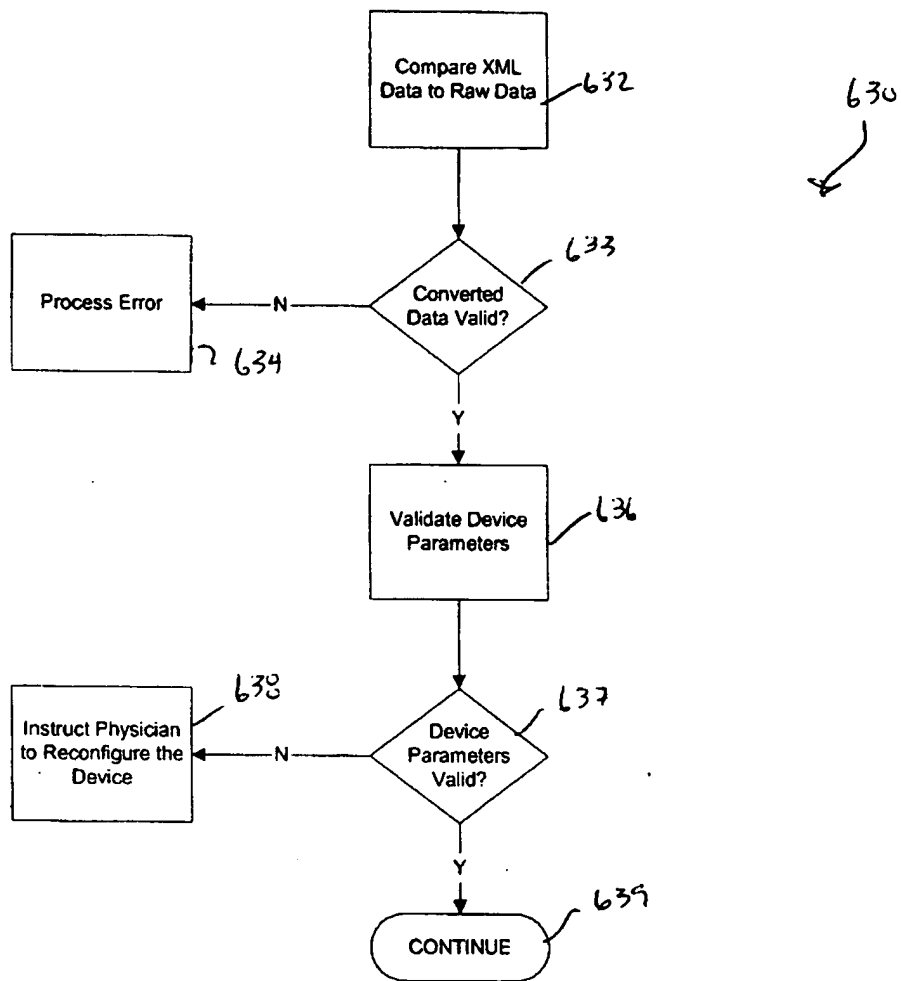 Compare XML
Data to Raw Data
632
630
633
Converted
Data Valid?
N
Process Error
634
Y
Validate Device
Parameters
636
638
637
Instruct Physician
to Reconfigure the
Device
N
Device
Parameters
Valid?
Y
639
CONTINUE